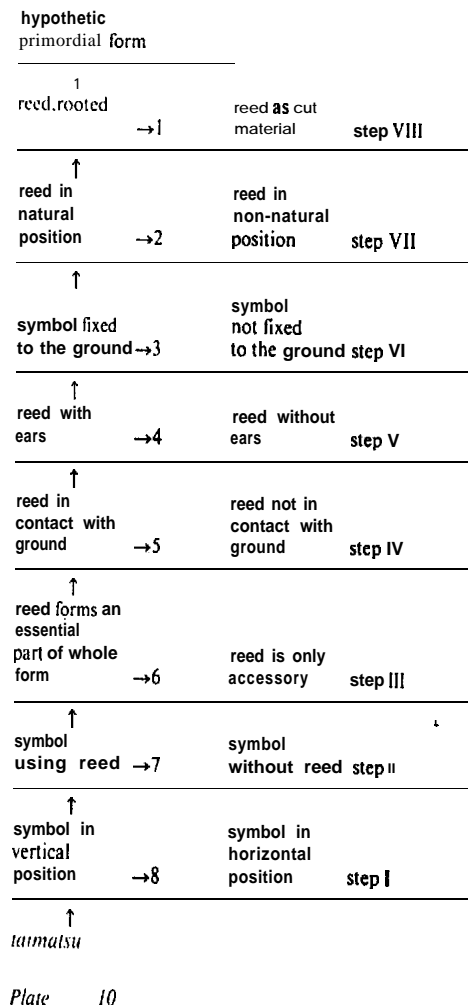 hypothetic
primordial form
1
reed, rooted →1 reed as cut material step VIII
↑
reed in natural position →2 reed in non-natural position step VII
↑
symbol fixed to the ground →3 symbol not fixed to the ground step VI
↑
reed with ears →4 reed without ears step V
↑
reed in contact with ground →5 reed not in contact with ground step IV
↑
reed forms an essential part of whole form →6 reed is only accessory step III
↑
symbol using reed →7 symbol without reed step II
↑
symbol in vertical position →8 symbol in horizontal position step I
↑
taimatsu
Plate 10